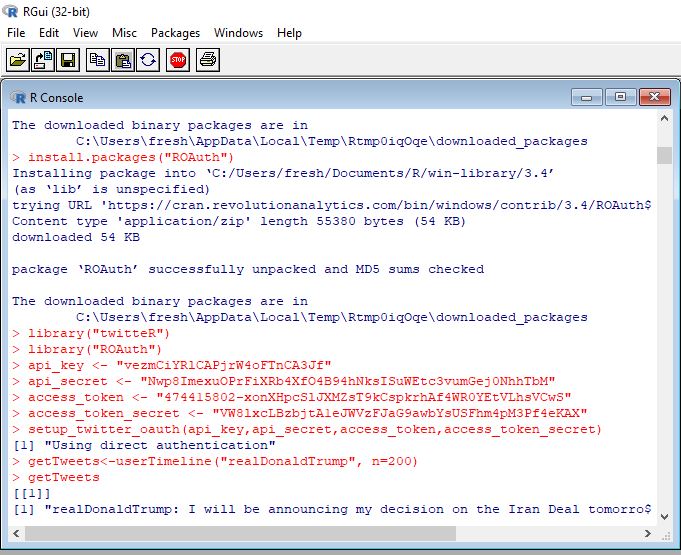 RGui (32-bit)
File Edit View Misc Packages Windows Help
STOP
R Console
The downloaded binary packages are in
C:\Users\fresh\AppData\Local\Temp\Rtmp0iqOqe\downloaded_packages
> install.packages("ROAuth")
Installing package into ‘C:/Users/fresh/Documents/R/win-library/3.4’
(as ‘lib’ is unspecified)
trying URL 'https://cran.revolutionanalytics.com/bin/windows/contrib/3.4/ROAuth$
Content type 'application/zip' length 55380 bytes (54 KB)
downloaded 54 KB
package ‘ROAuth’ successfully unpacked and MD5 sums checked
The downloaded binary packages are in
C:\Users\fresh\AppData\Local\Temp\Rtmp0iqOqe\downloaded_packages
> library("twitteR")
> library("ROAuth")
> api_key <- "vezmCiYRlCAPjrW4oFTnCA3Jf"
> api_secret <- "Nwp8ImexuOPrFiXRb4XfO4B94hNksISuWEtc3vumGej0NhhTbM"
> access_token <- "474415802-xonXHpcSlJXMZsT9kCspkrhAf4WR0YEtVLhsVCwS"
> access_token_secret <- "VW8lxcLBzbjtAleJWVzFJaG9awbYsUSFhm4pM3Pf4eKAX"
> setup_twitter_oauth(api_key,api_secret,access_token,access_token_secret)
[1] "Using direct authentication"
> getTweets<-userTimeline("realDonaldTrump", n=200)
> getTweets
[[1]]
[1] "realDonaldTrump: I will be announcing my decision on the Iran Deal tomorro$